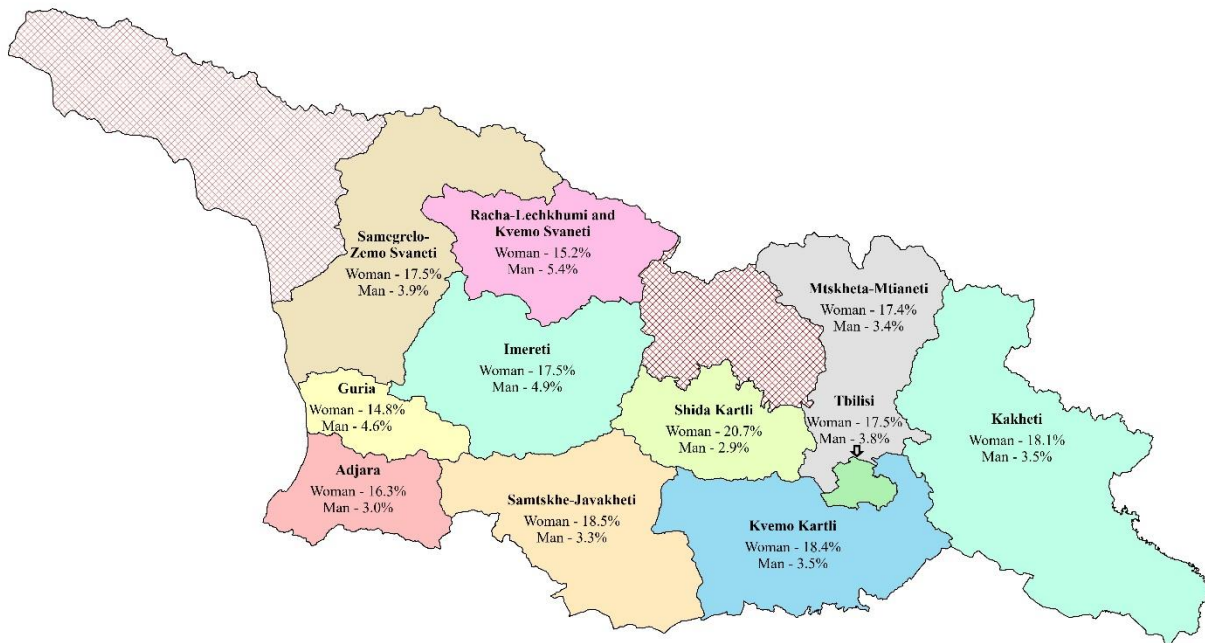 Racha-Lechkhumi and
Kvemo Svaneti
Woman - 15.2%
Man - 5.4%
Samegrelo-
Zemo Svaneti
Woman - 17.5%
Man - 3.9%
Mtskheta-Mtianeti
Woman - 17.4%
Man - 3.4%
Imereti
Woman - 17.5%
Man - 4.9%
Guria
Woman - 14.8%
Man - 4.6%
Shida Kartli
Woman - 20.7%
Man - 2.9%
Tbilisi
Woman - 17.5%
Man - 3.8%
Kakheti
Woman - 18.1%
Man - 3.5%
Adjara
Woman - 16.3%
Man - 3.0%
Samtskhe-Javakheti
Woman - 18.5%
Man - 3.3%
Kvemo Kartli
Woman - 18.4%
Man - 3.5%